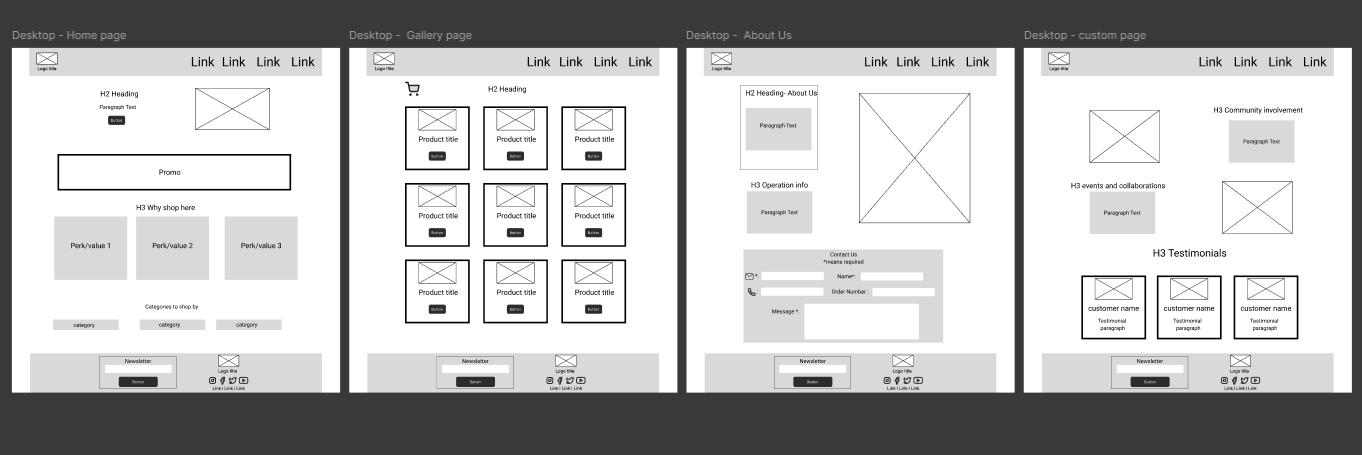 Desktop - Home page
Logo title
Link Link Link Link
H2 Heading
Paragraph Text
Button
Promo
H3 Why shop here
Perk/value 1 Perk/value 2 Perk/value 3
Categories to shop by
category category category
Newsletter
Button
Logo title
Link I Link I Link
Desktop - Gallery page
Logo title
Link Link Link Link
H2 Heading
Product title Product title Product title
Button Button Button
Product title Product title Product title
Button Button Button
Product title Product title Product title
Button Button Button
Newsletter
Button
Logo title
Link I Link I Link
Desktop - About Us
Logo title
Link Link Link Link
H2 Heading- About Us
Paragraph Text
H3 Operation info
Paragraph Text
Contact Us
*means required
*: Name*:
: Order Number:
Message *:
Newsletter
Button
Logo title
Link I Link I Link
Desktop - custom page
Logo title
Link Link Link Link
H3 Community involvement
Paragraph Text
H3 events and collaborations
Paragraph Text
H3 Testimonials
customer name customer name customer name
Testimonial Testimonial Testimonial
paragraph paragraph paragraph
Newsletter
Button
Logo title
Link I Link I Link